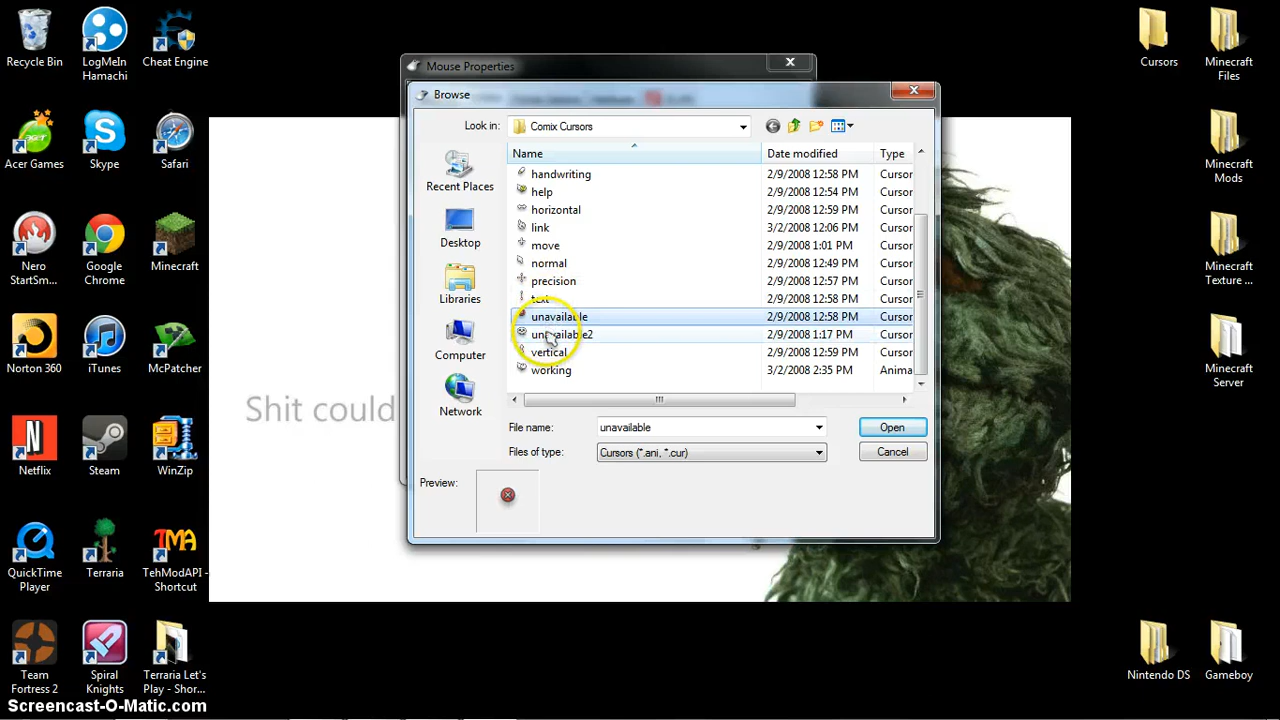 Recycle Bin
LogMeIn
Hamachi
Cheat Engine
Acer Games
Skype
Safari
Nero
StartSm...
Google
Chrome
Minecraft
Norton 360
iTunes
McPatcher
Netflix
Steam
WinZip
QuickTime
Player
Terraria
TehModAPI -
Shortcut
Team
Fortress 2
Spiral
Knights
Terraria Let's
Play - Shor...
Screencast-O-Matic.com
Shit could
Mouse Properties
Browse
Look in:
Comix Cursors
Recent Places
Desktop
Libraries
Computer
Network
Name Date modified Type
handwriting 2/9/2008 12:58 PM Cursor
help 2/9/2008 12:54 PM Cursor
horizontal 2/9/2008 12:59 PM Cursor
link 3/2/2008 12:06 PM Cursor
move 2/9/2008 1:01 PM Cursor
normal 2/9/2008 12:49 PM Cursor
precision 2/9/2008 12:57 PM Cursor
text 2/9/2008 12:58 PM Cursor
unavailable 2/9/2008 12:58 PM Cursor
unavailable2 2/9/2008 1:17 PM Cursor
vertical 2/9/2008 12:59 PM Cursor
working 3/2/2008 2:35 PM Anima
File name: unavailable Open
Files of type: Cursors (*.ani, *.cur) Cancel
Preview:
Cursors
Minecraft
Files
Minecraft
Mods
Minecraft
Texture ...
Minecraft
Server
Nintendo DS
Gameboy